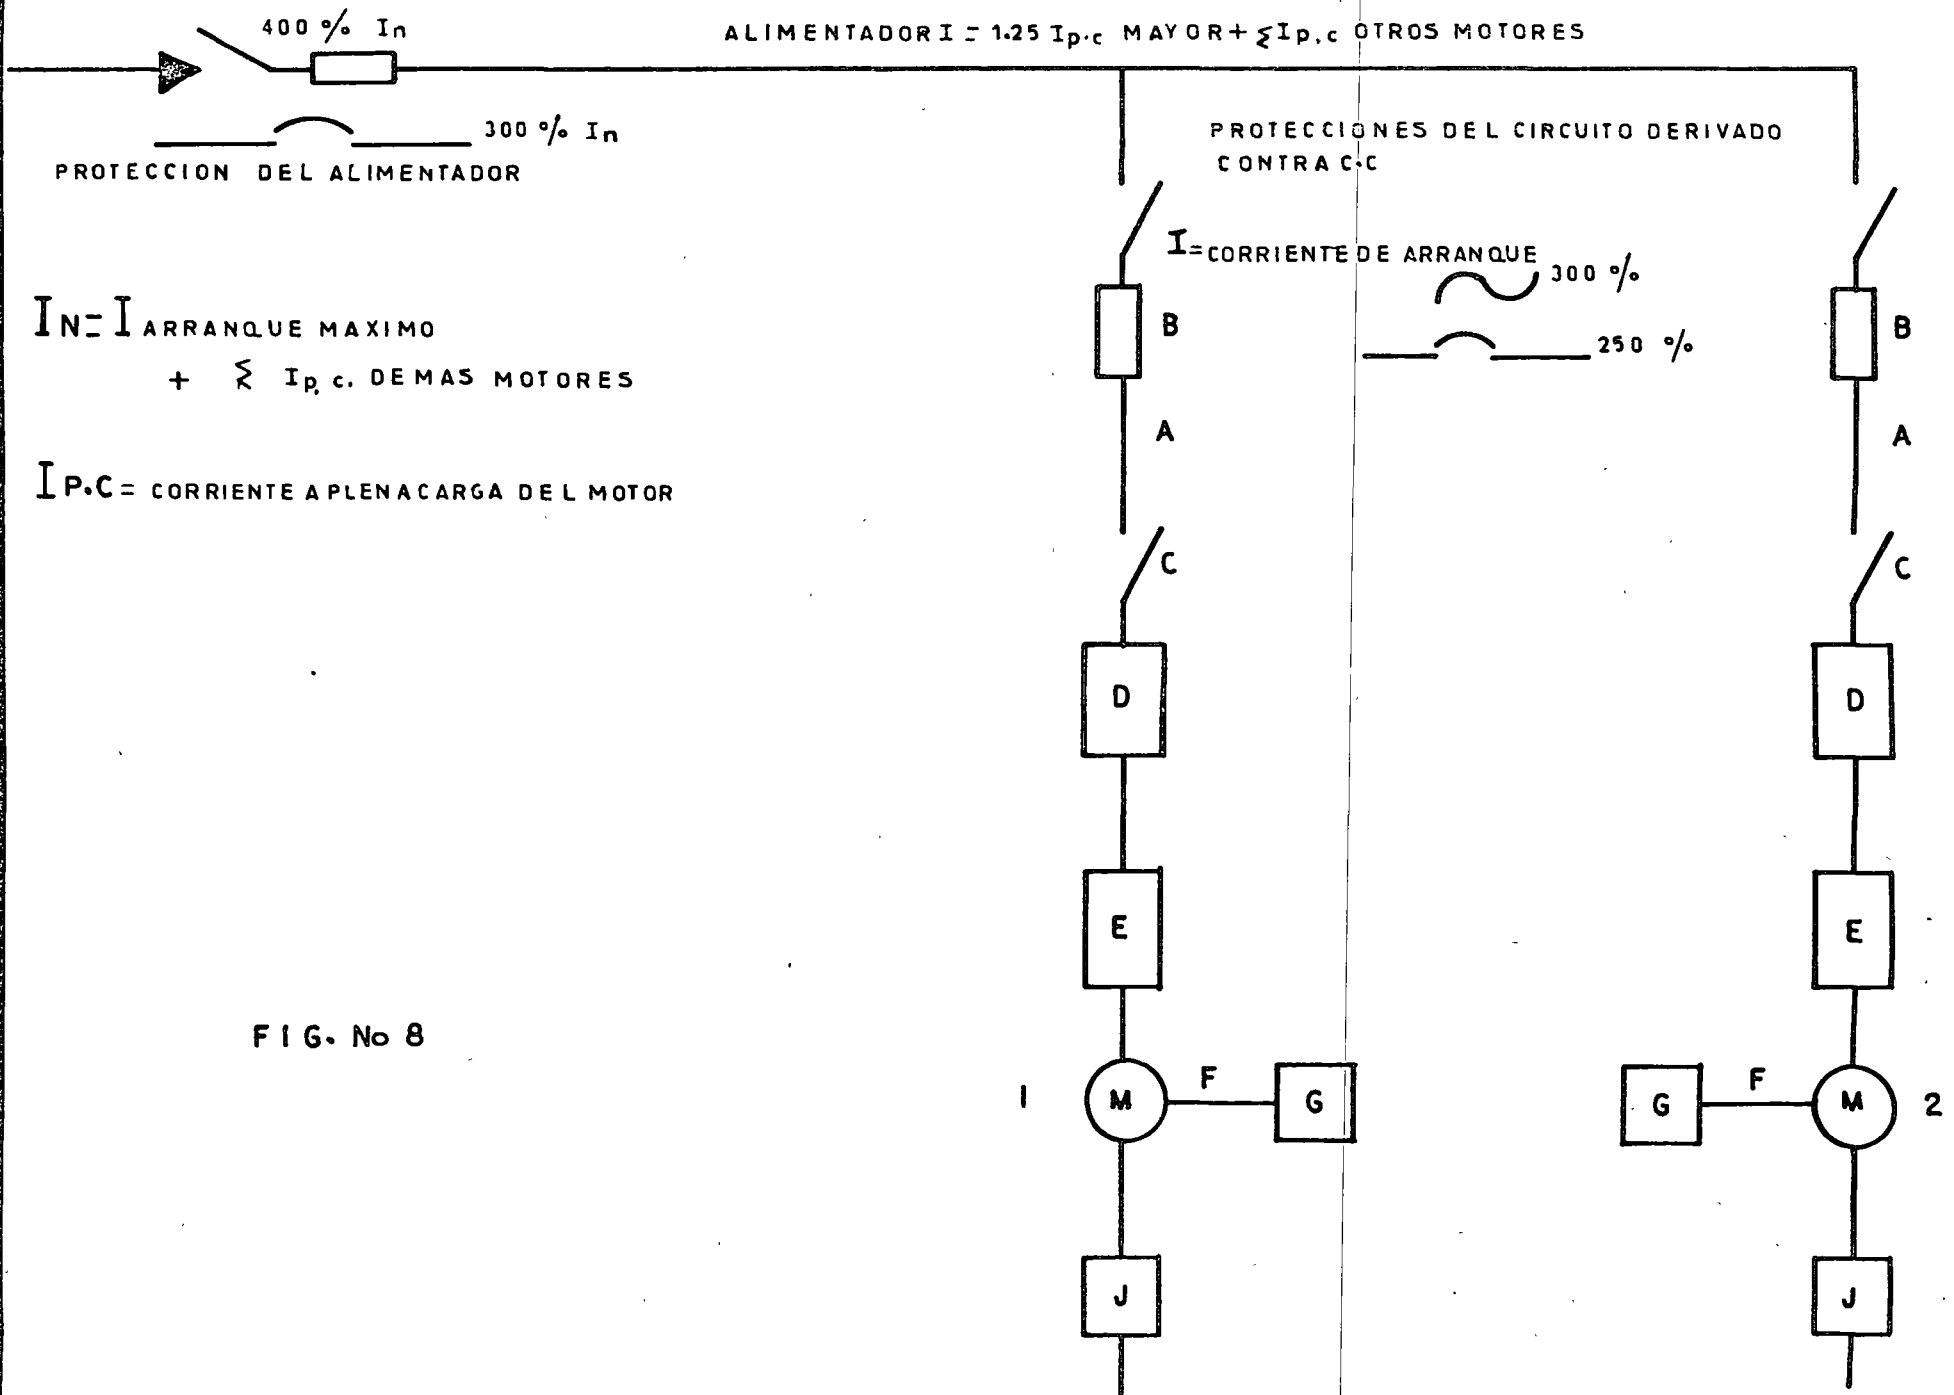 400 % In
ALIMENTADOR I = 1.25 Ip.c MAYOR + ΣIp.c OTROS MOTORES
300 % In
PROTECCION DEL ALIMENTADOR
PROTECCIONES DEL CIRCUITO DERIVADO
CONTRA C.C
I = CORRIENTE DE ARRANQUE
300 %
250 %
IN = I ARRANQUE MAXIMO
+ Σ Ip.c. DEMAS MOTORES
IP.C = CORRIENTE A PLENA CARGA DEL MOTOR
B
B
A
A
C
C
D
D
E
E
FIG. No 8
1
M
F
G
G
F
M
2
J
J